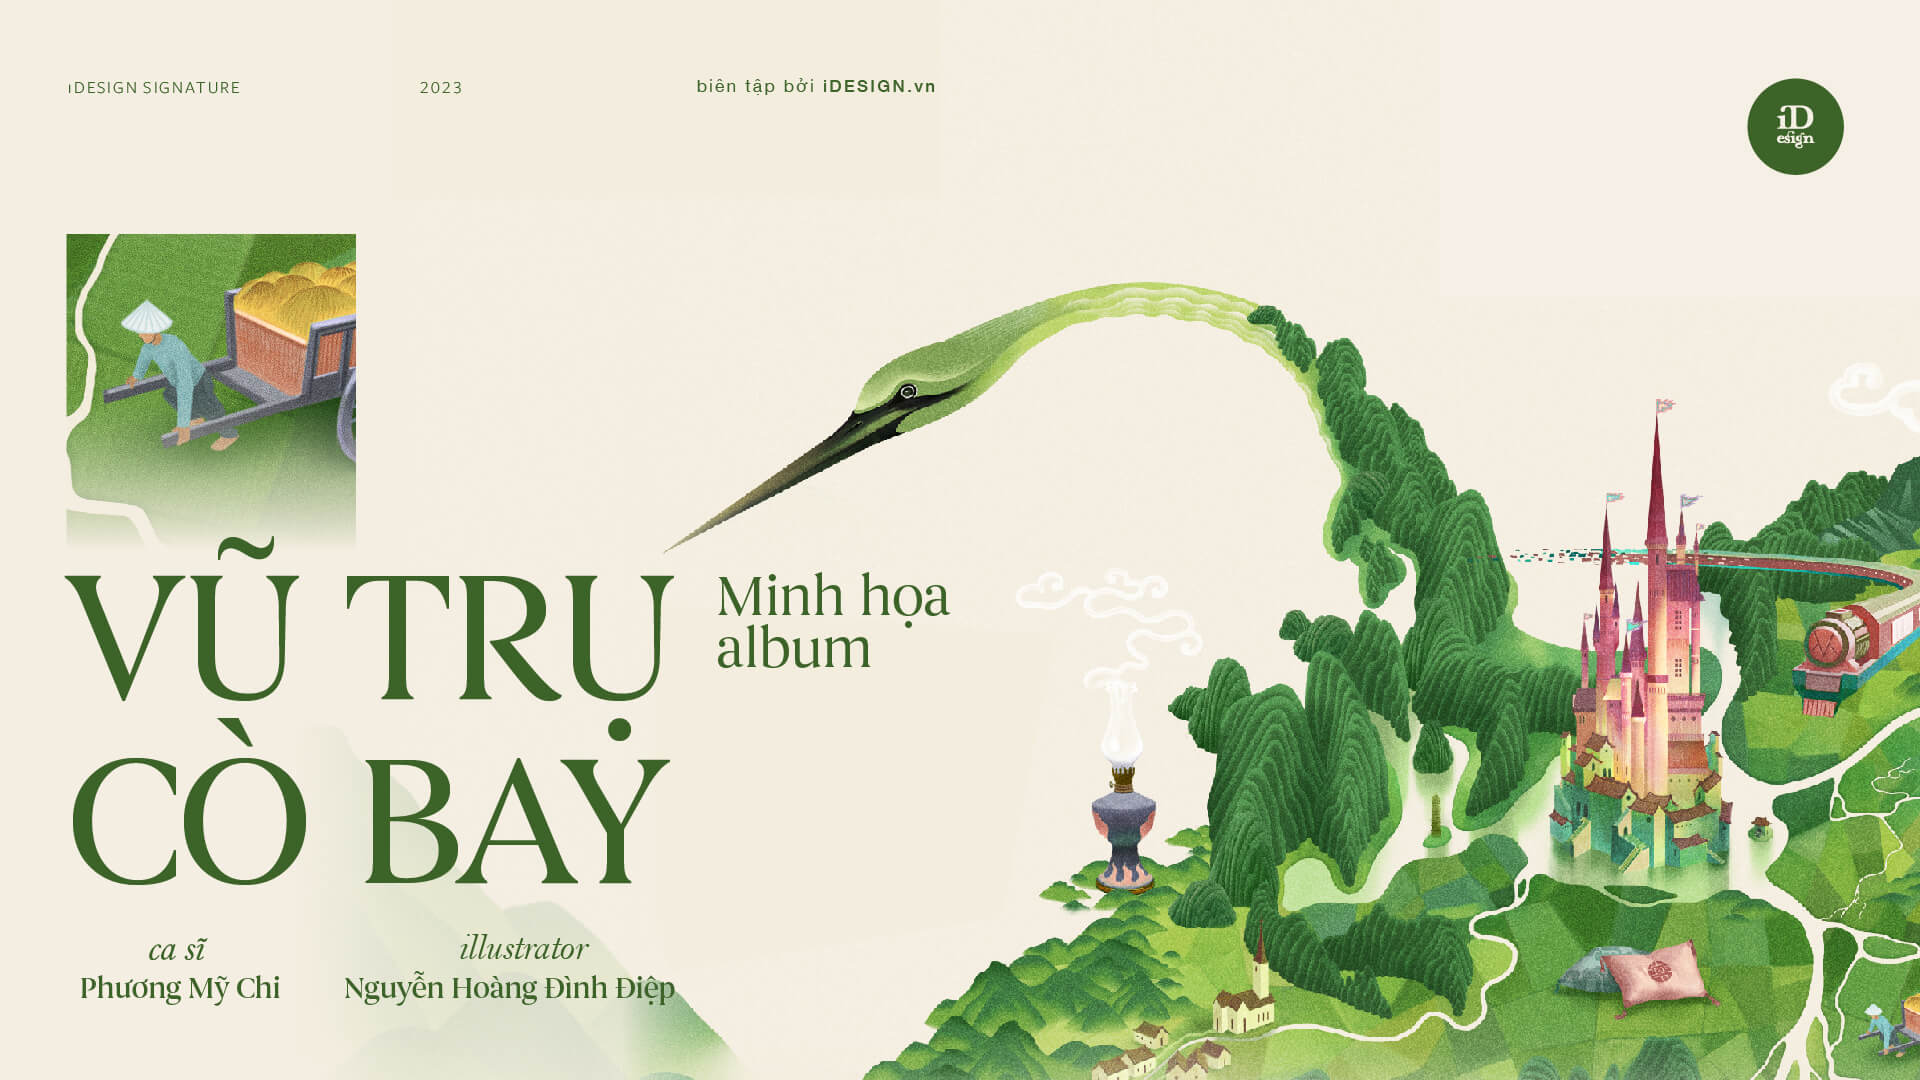 iDESIGN SIGNATURE
2023
biên tập bởi iDESIGN.vn
iD
esign
VŨ TRỤ
CÒ BAY
Minh họa
album
ca sĩ
Phương Mỹ Chi
illustrator
Nguyễn Hoàng Đình Điệp